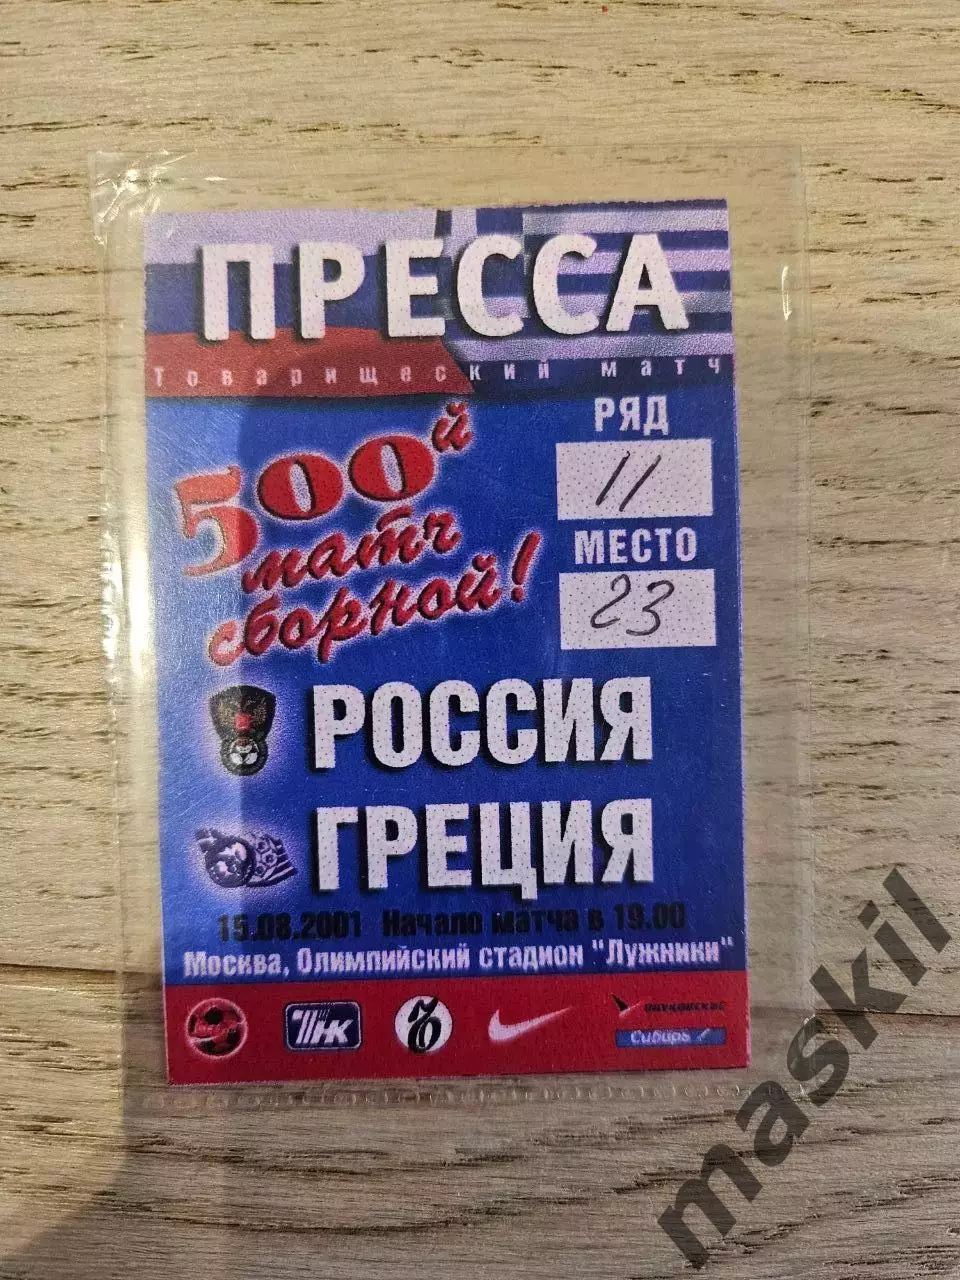 ПРЕССА
Товарищеский матч
500й
матч
сборной!
РЯД
11
МЕСТО
23
РОССИЯ
ГРЕЦИЯ
15.08.2001 Начало матча в 19.00
Москва, Олимпийский стадион "Лужники"
ТНК
Ъ
Внуковские
Сибирь
maskil